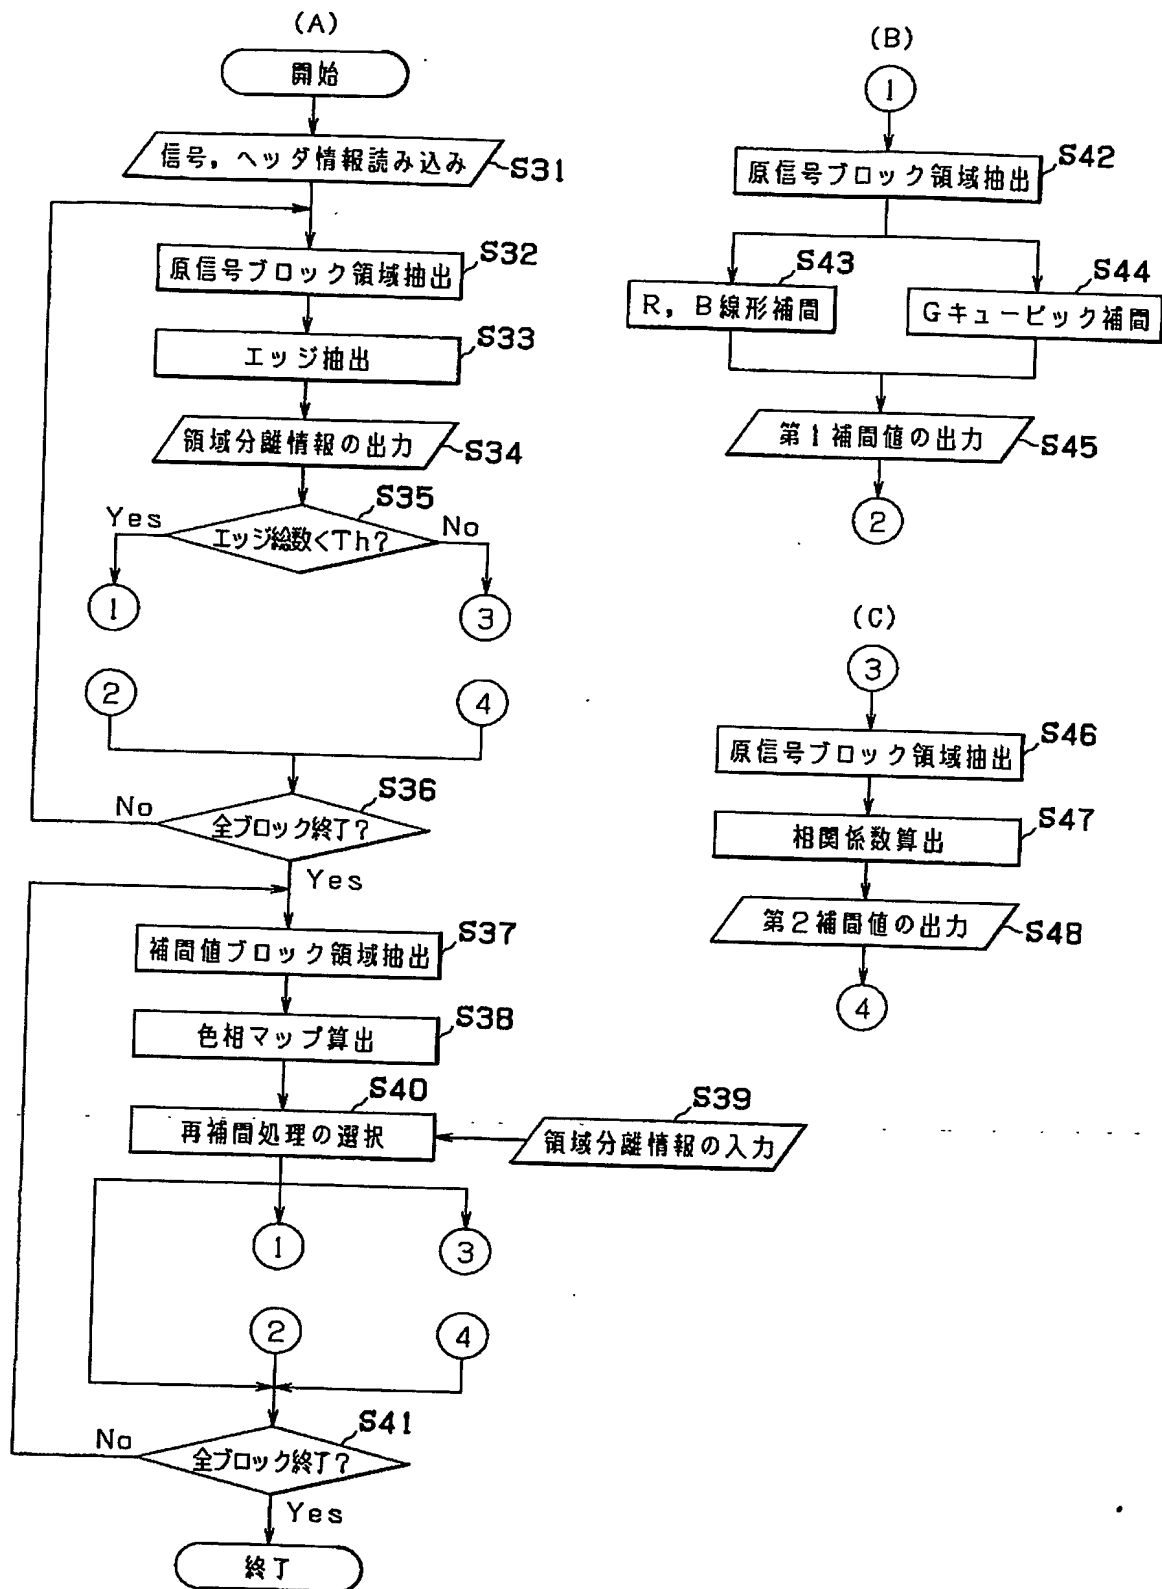 (A)
開始
信号，ヘッダ情報読み込み
S31
S32
原信号ブロック領域抽出
S33
エッジ抽出
領域分離情報の出力
S34
S35
Yes
エッジ総数<Th?
No
1
3
2
4
S36
No
全ブロック終了?
Yes
S37
補間値ブロック領域抽出
S38
色相マップ算出
S40
再補間処理の選択
S39
領域分離情報の入力
1
3
2
4
S41
No
全ブロック終了?
Yes
終了
(B)
1
S42
原信号ブロック領域抽出
S43
R，B線形補間
S44
Gキュービック補間
第1補間値の出力
S45
2
(C)
3
S46
原信号ブロック領域抽出
S47
相関係数算出
第2補間値の出力
S48
4